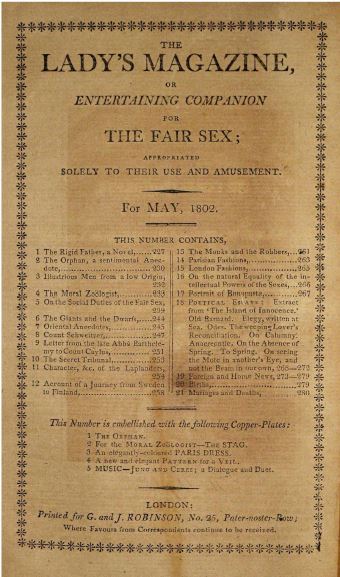 THE
LADY'S MAGAZINE,
OR
ENTERTAINING COMPANION
FOR
THE FAIR SEX;
APPROPRIATED
SOLELY TO THEIR USE AND AMUSEMENT.
For MAY, 1802.
THIS NUMBER CONTAINS,
1 The Rigid Father, a Novel, 227
2 The Orphan, a sentimental Anec-
dote, 230
3 Illustrious Men from a low Origin,
232
4 The Moral Zoölogist, 233
5 On the Social Duties of the Fair Sex,
239
6 The Giants and the Dwarfs, 244
7 Oriental Anecdotes, 245
8 Count Schweitzer, 247
9 Letter from the late Abbé Barthele-
my to Count Caylus, 251
10 The Secret Tribunal, 253
11 Character, &c. of the Laplanders,
12 Account of a Journey from Sweden
to Finland, 258
13 The Monks and the Robbers, 261
14 Parisian Fashions, 263
15 London Fashions, 263
16 On the natural Equality of the in-
tellectual Powers of the Sexes, 266
17 Portrait of Bonaparte, 267
18 POETICAL ESSAYS: Extract
from 'The Island of Innocence.'
Old Bernard. Elegy, written at
Sea. Odes. The weeping Lover's
Reconciliation. On Calumny.
Anacreontic. On the Absence of
Spring. To Spring. On seeing
the Mote in another's Eye, and
not the Beam in our own, 268—273
19 Foreign and Home News, 273—279
20 Births, 279
21 Mariages and Deaths, 280
This Number is embellished with the following Copper-Plates:
1 The ORPHAN.
2 For the MORAL ZOOLOGIST—The STAG.
3 An elegantly-coloured PARIS DRESS.
4 A new and elegant PATTERN for a Veil.
5 MUSIC—JUNO AND CERES; a Dialogue and Duet.
LONDON:
Printed for G. and J. ROBINSON, No. 25, Pater-noster-Row;
Where Favours from Correspondents continue to be received.